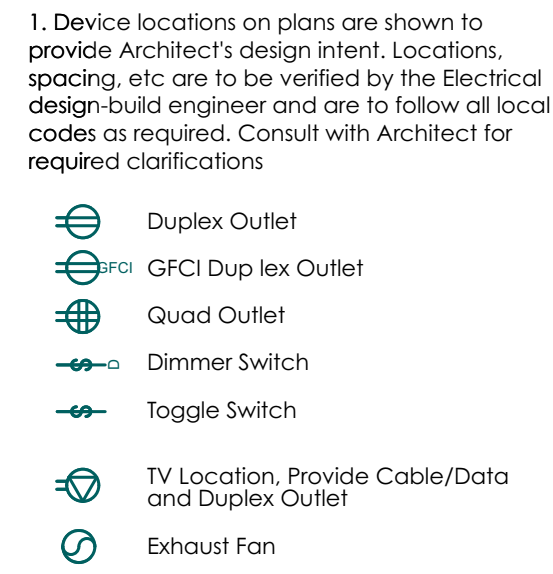 1. Device locations on plans are shown to
provide Architect's design intent. Locations,
spacing, etc are to be verified by the Electrical
design-build engineer and are to follow all local
codes as required. Consult with Architect for
required clarifications
Duplex Outlet
GFCI GFCI Dup lex Outlet
Quad Outlet
S D Dimmer Switch
S Toggle Switch
TV Location, Provide Cable/Data
and Duplex Outlet
Exhaust Fan